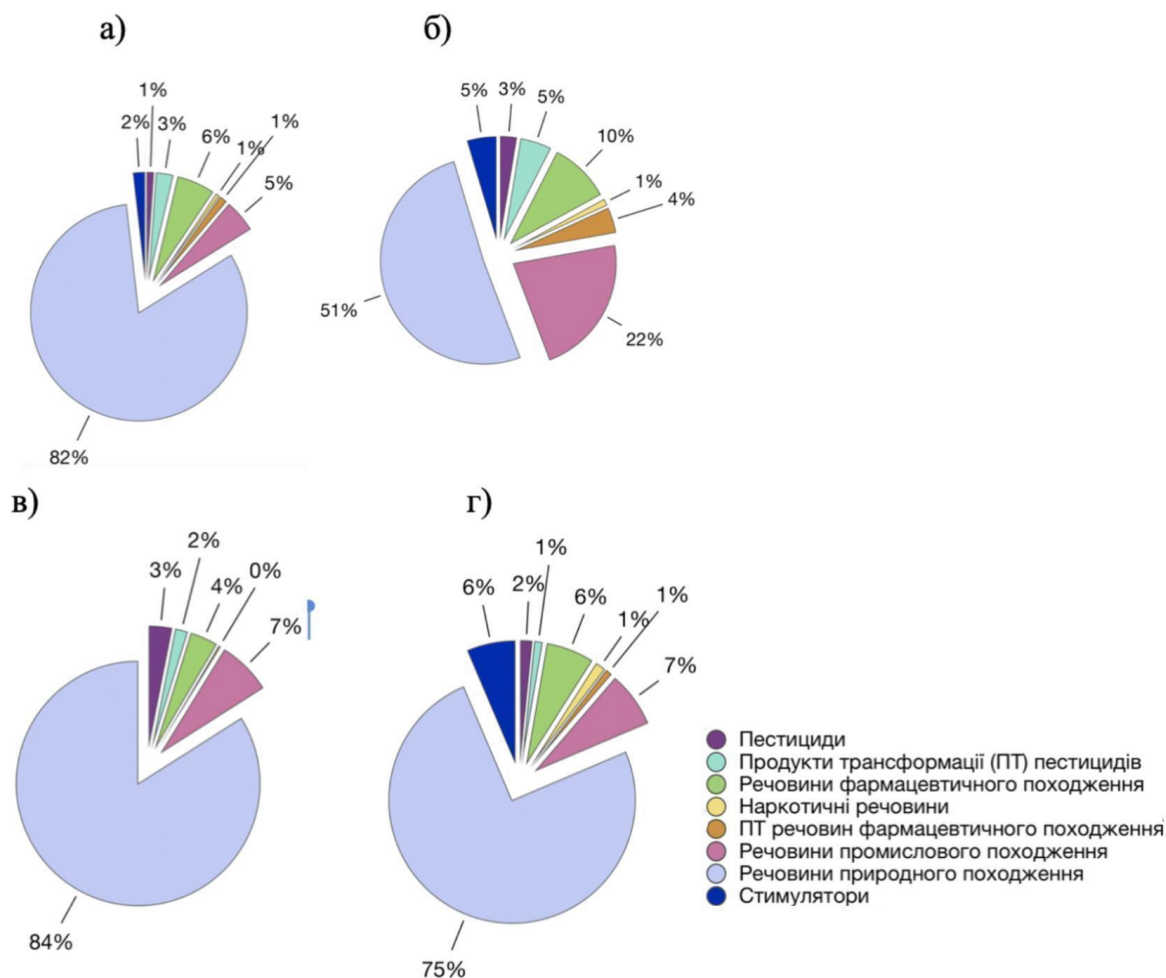 а)
б)
1%
2%
3%
6%
1%
1%
5%
82%
5%
3%
5%
10%
1%
4%
22%
51%
в)
г)
2%
3%
4%
0%
7%
84%
1%
6%
2%
6%
1%
1%
7%
75%
Пестициди
Продукти трансформації (ПТ) пестицидів
Речовини фармацевтичного походження
Наркотичні речовини
ПТ речовин фармацевтичного походження
Речовини промислового походження
Речовини природного походження
Стимулятори